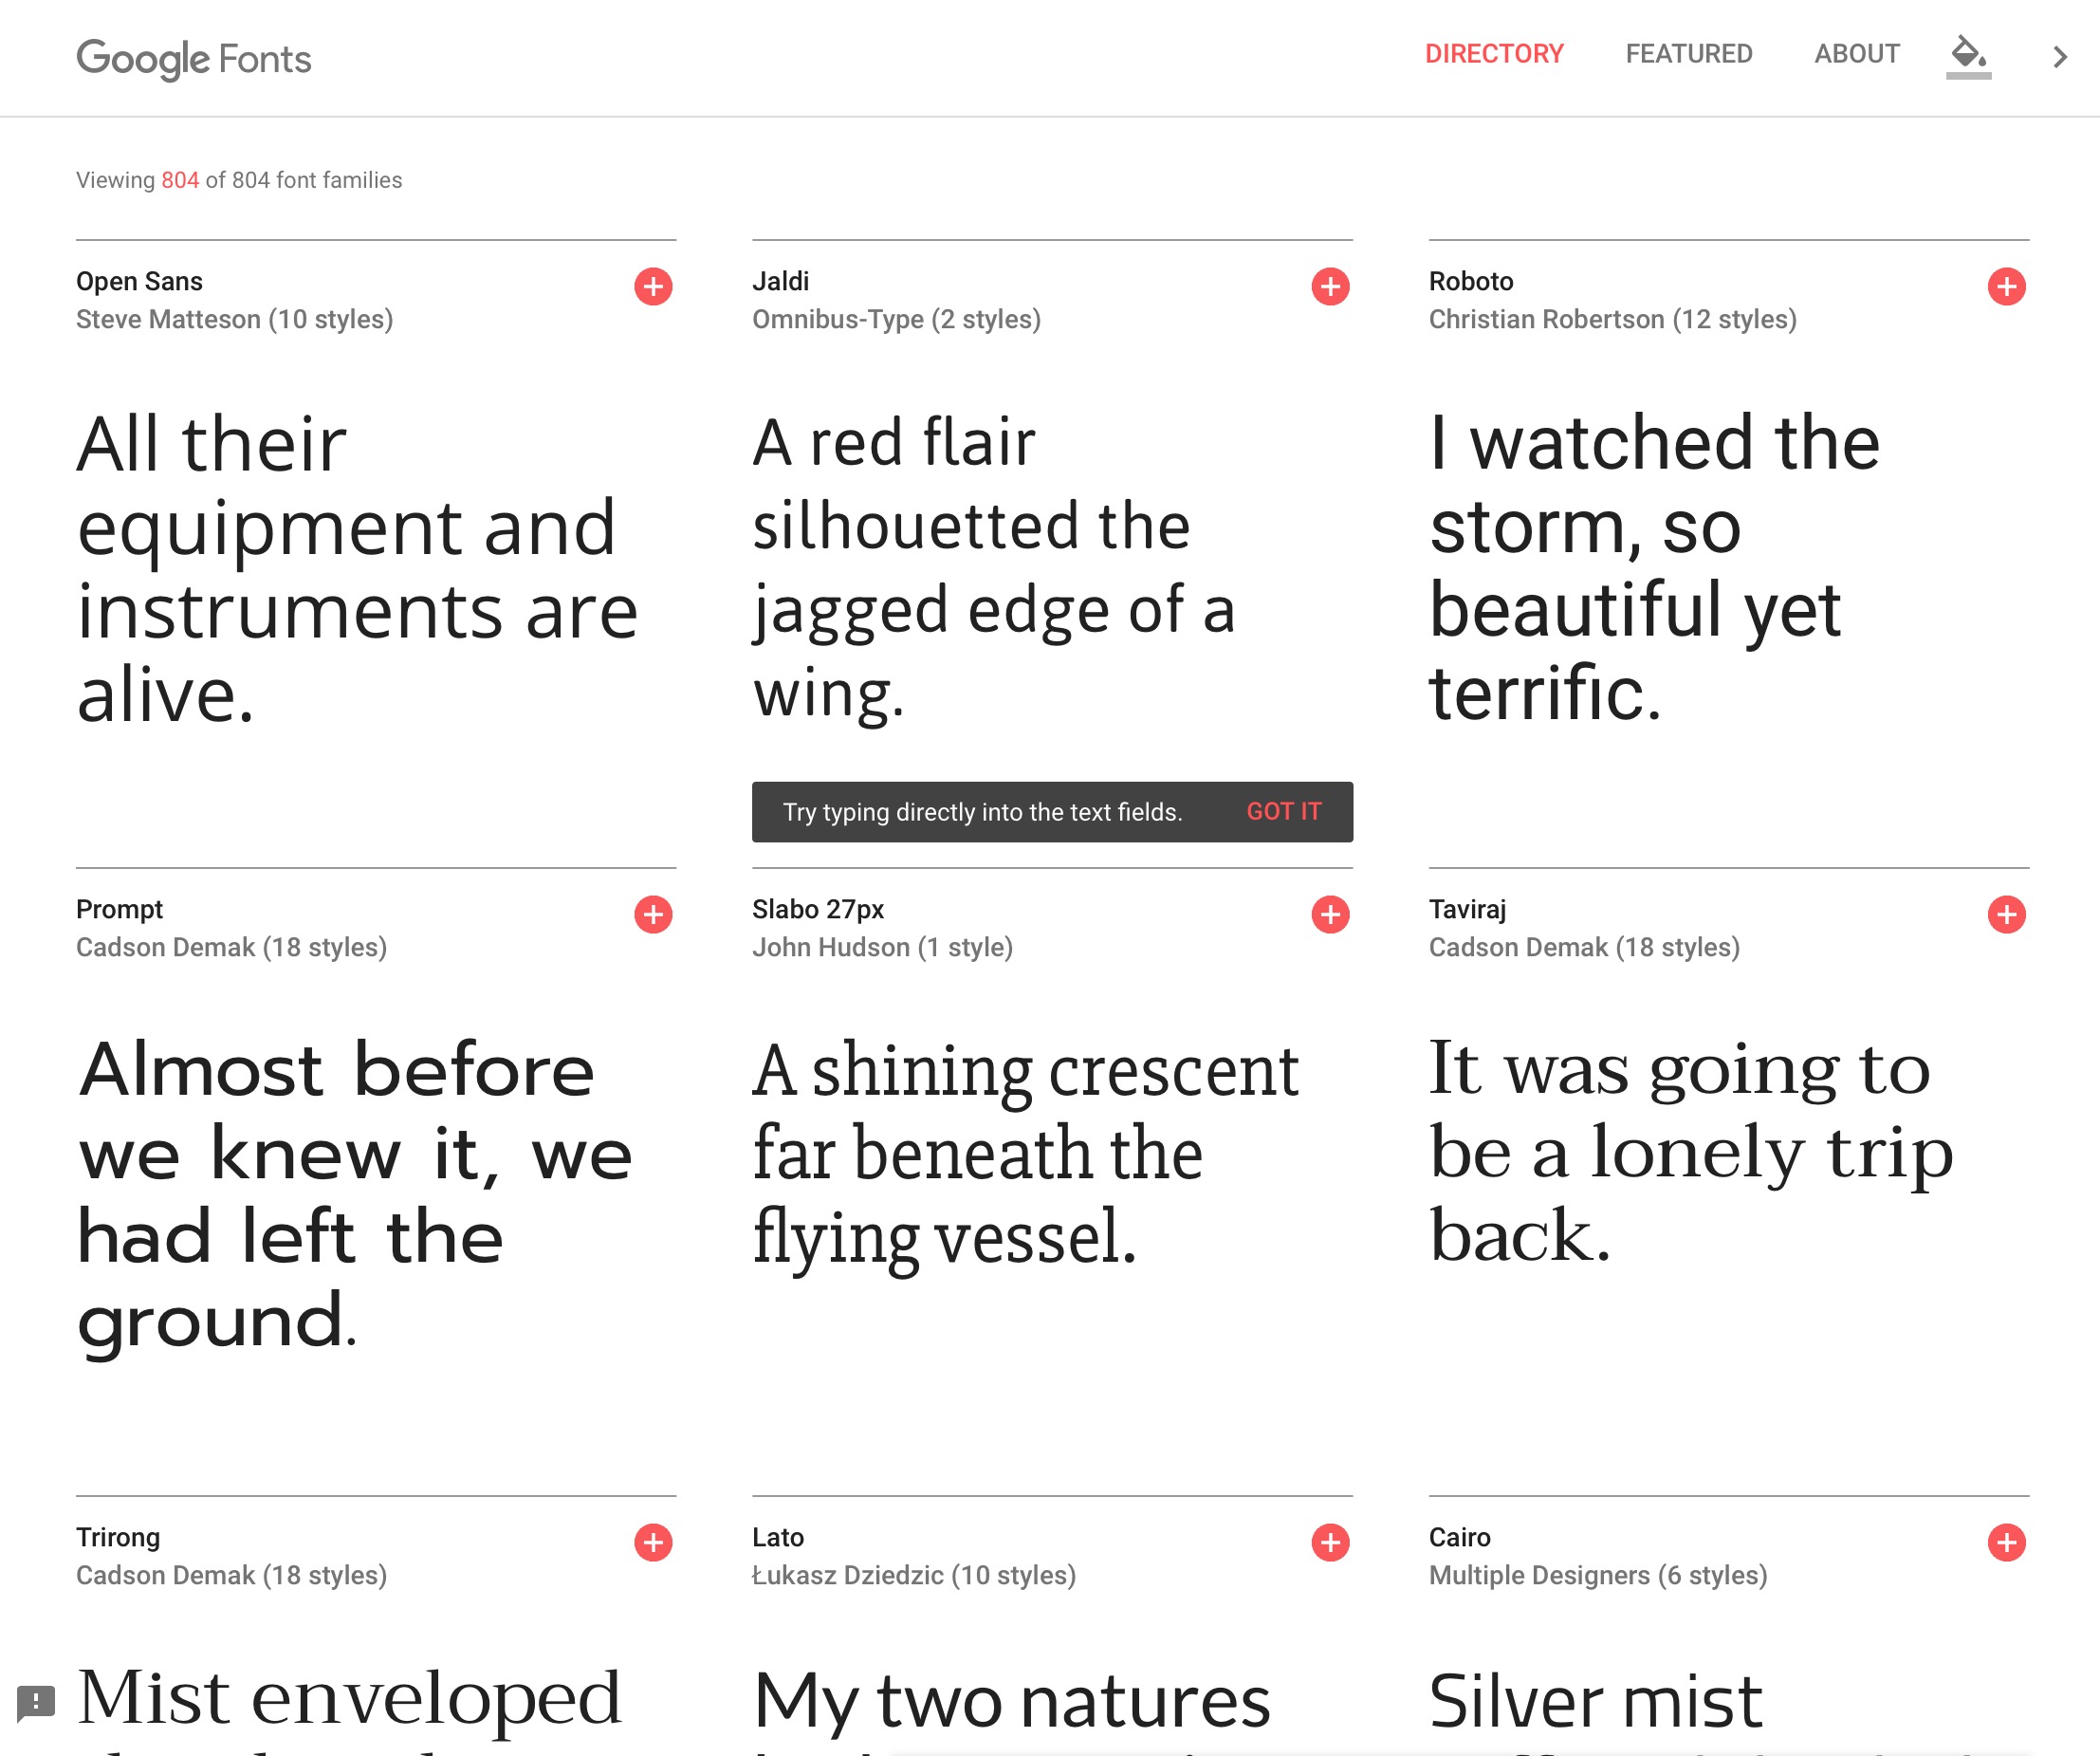 Google Fonts
DIRECTORY
FEATURED
ABOUT
Viewing 804 of 804 font families
Open Sans
Steve Matteson (10 styles)
All their
equipment and
instruments are
alive.
Jaldi
Omnibus-Type (2 styles)
A red flair
silhouetted the
jagged edge of a
wing.
Try typing directly into the text fields.
GOT IT
Roboto
Christian Robertson (12 styles)
I watched the
storm, so
beautiful yet
terrific.
Prompt
Cadson Demak (18 styles)
Almost before
we knew it, we
had left the
ground.
Slabo 27px
John Hudson (1 style)
A shining crescent
far beneath the
flying vessel.
Taviraj
Cadson Demak (18 styles)
It was going to
be a lonely trip
back.
Trirong
Cadson Demak (18 styles)
Mist enveloped
Lato
Łukasz Dziedzic (10 styles)
My two natures
Cairo
Multiple Designers (6 styles)
Silver mist